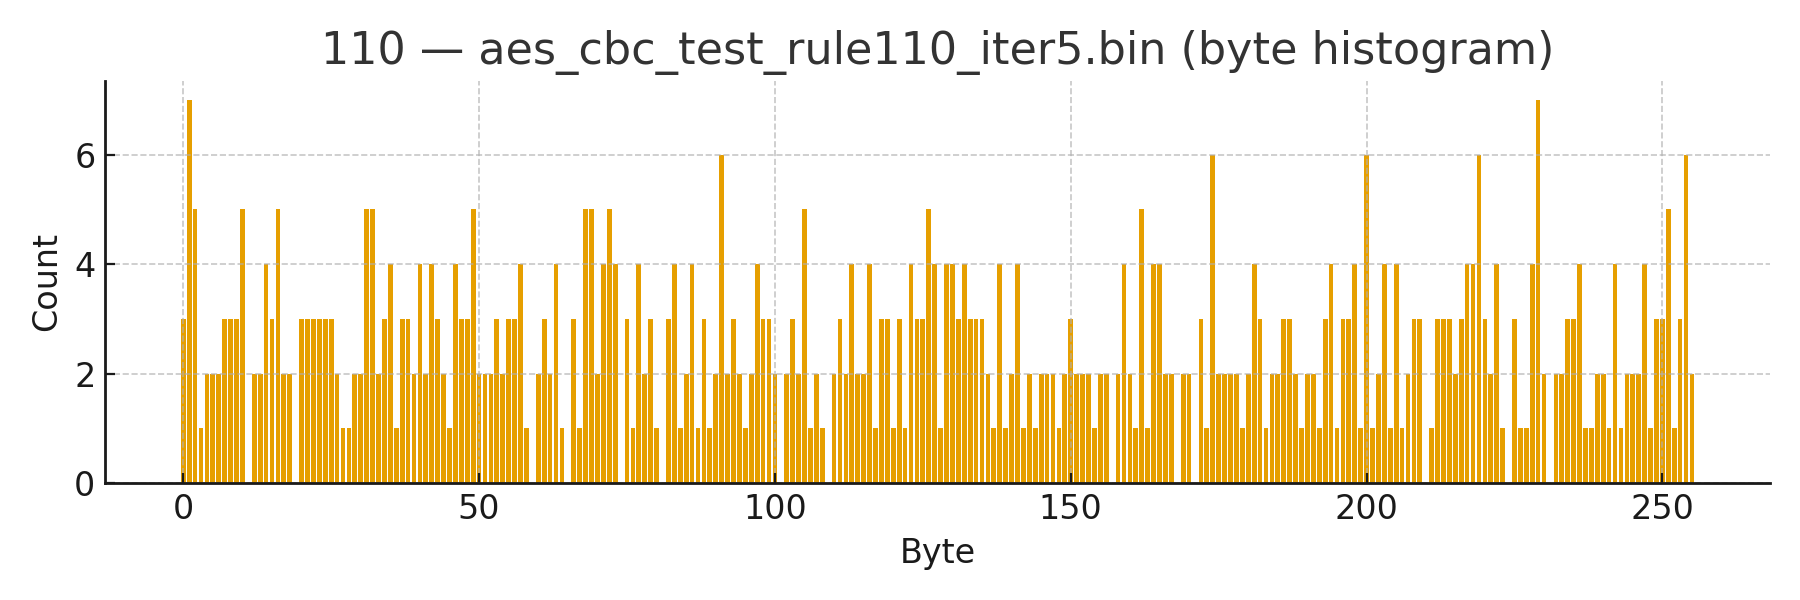 110 — aes_cbc_test_rule110_iter5.bin (byte histogram)
Count
6
4
2
0
0 50 100 150 200 250
Byte